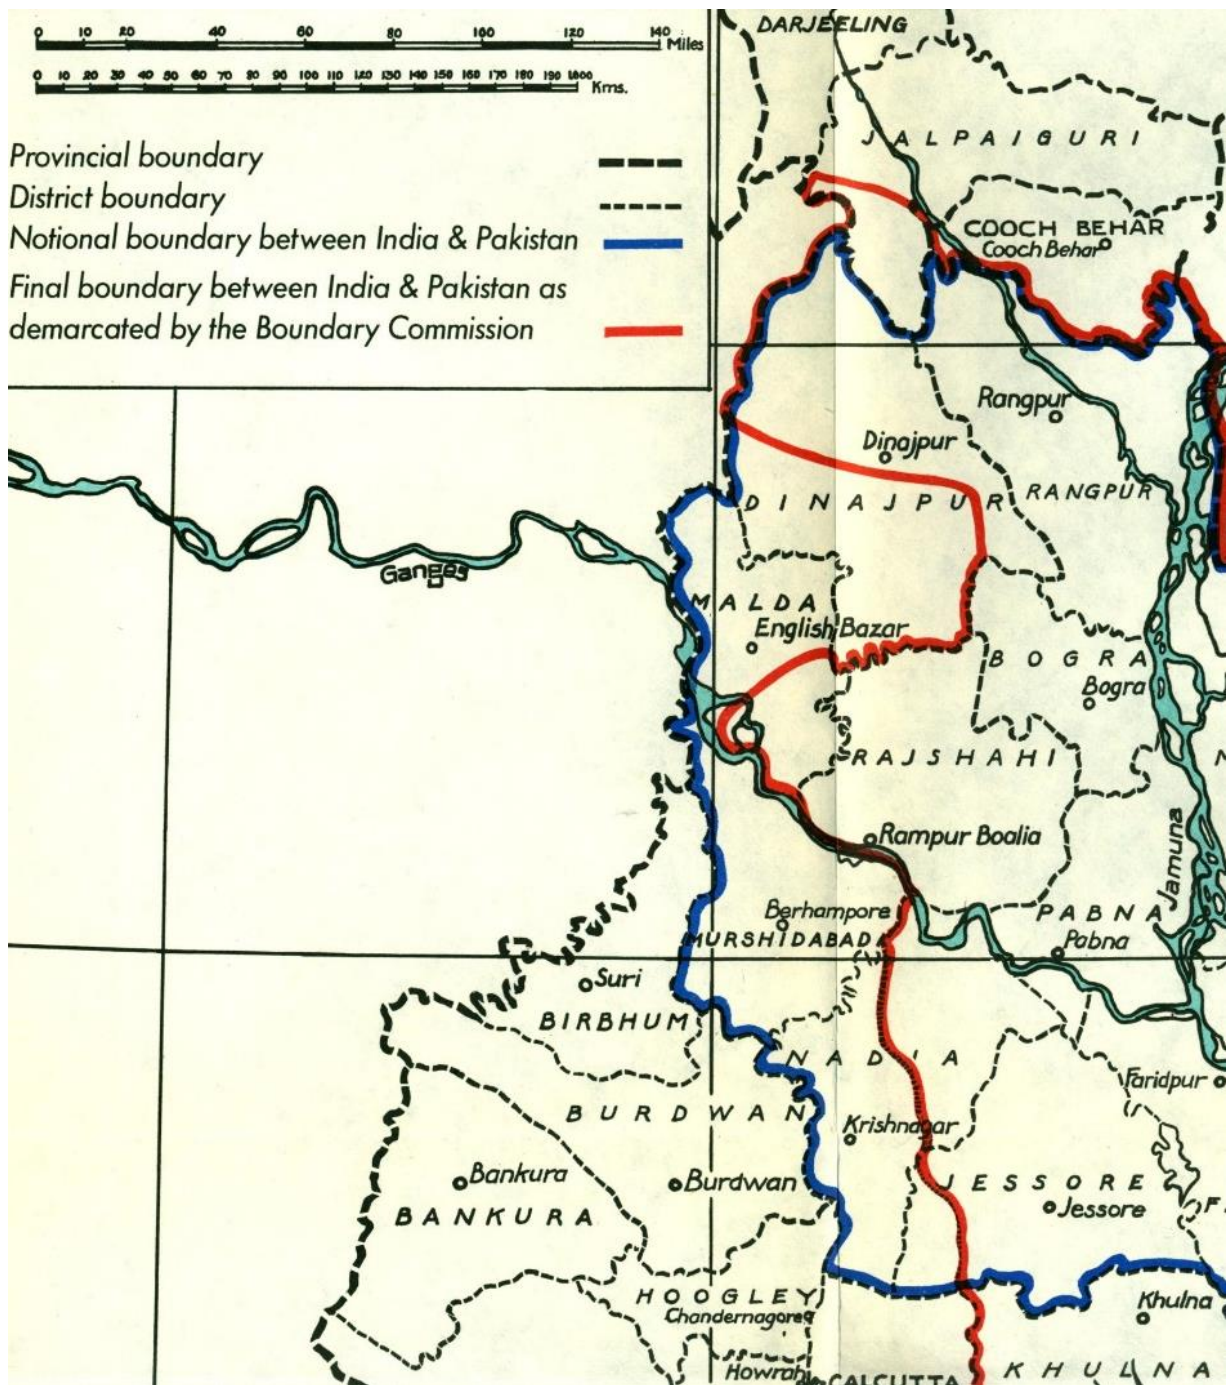 0 10 20 40 60 80 100 120 140 Miles
0 10 20 30 40 50 60 70 80 90 100 110 120 130 140 150 160 170 180 190 Kms.
Provincial boundary
District boundary
Notional boundary between India & Pakistan
Final boundary between India & Pakistan as
demarcated by the Boundary Commission
DARJEELING
JALPAIGURI
COOCH BEHAR
Cooch Behar
Rangpur
Dinajpur
DINAJPUR
RANGPUR
Ganges
MALDA
English Bazar
BOGRA
Bogra
RAJSHAHI
Jamuna
Rampur Boalia
Berhampore
PABNA
MURSHIDABAD
Pabna
Suri
BIRBHUM
NADIA
Faridpur
BURDWAN
Krishnagar
Bankura
Burdwan
JESSORE
BANKURA
Jessore
HOOGLEY
Chandernagore
Khulna
Howrah
KHULNA
CALCUTTA